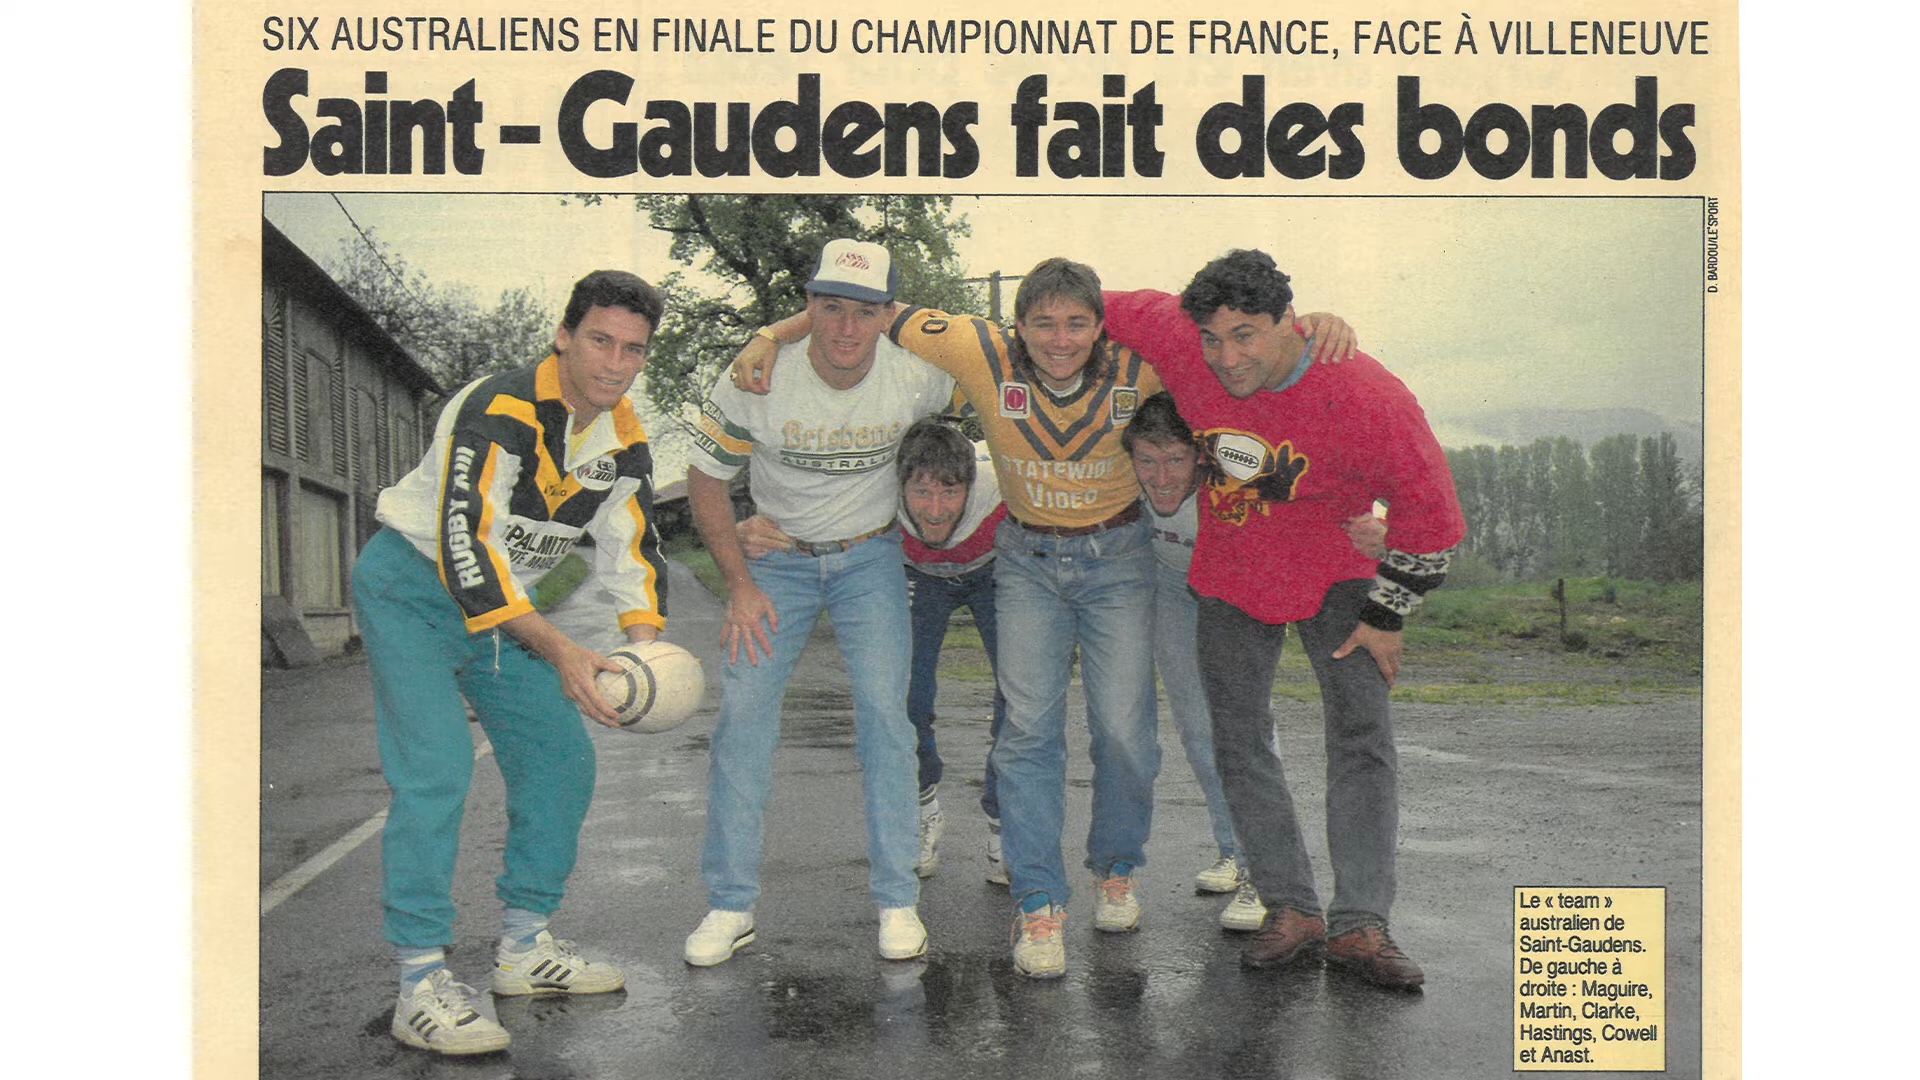 SIX AUSTRALIENS EN FINALE DU CHAMPIONNAT DE FRANCE, FACE À VILLENEUVE
Saint-Gaudens fait des bonds
D. BARDOU/LE SPORT
RUGBY XIII
Brisbane
AUSTRALIA
STATEWIDE
VIDEO
Le « team »
australien de
Saint-Gaudens.
De gauche à
droite : Maguire,
Martin, Clarke,
Hastings, Cowell
et Anast.